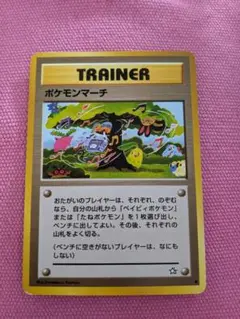 TRAINER
ポケモンマーチ
おたがいのプレイヤーは、それぞれ、のぞむな
ら、自分の山札から「ベイビィポケモン」
または「たねポケモン」を1枚選び出し、
ベンチに出してよい。そのあと、それぞれ
の山札をよく切る。
(ベンチに空きがないプレイヤーは、なにも
しない)